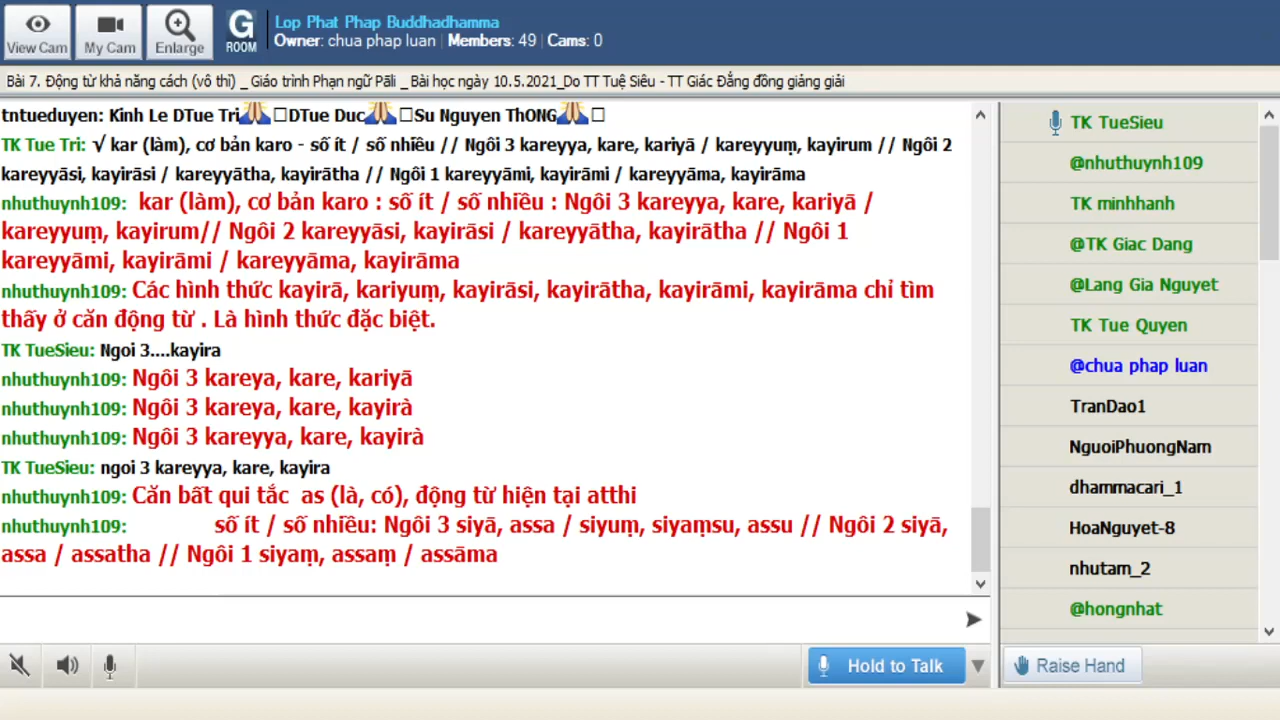 View Cam
My Cam
Enlarge
G
ROOM
Lop Phat Phap Buddhadhamma
Owner: chua phap luan | Members: 49 | Cams: 0
Bài 7. Động từ khả năng cách (vô thì) _ Giáo trình Phạn ngữ Pāli _ Bài học ngày 10.5.2021_Do TT Tuệ Siêu - TT Giác Đẳng đồng giảng giải
tntueduyen: Kinh Le DTue Tri🙏□DTue Duc🙏□Su Nguyen ThONG🙏□
TK Tue Tri: √ kar (làm), cơ bản karo - số ít / số nhiều // Ngôi 3 kareyya, kare, kariyā / kareyyuṃ, kayirum // Ngôi 2
kareyyāsi, kayirāsi / kareyyātha, kayirātha // Ngôi 1 kareyyāmi, kayirāmi / kareyyāma, kayirāma
nhuthuynh109: kar (làm), cơ bản karo : số ít / số nhiều : Ngôi 3 kareyya, kare, kariyā /
kareyyuṃ, kayirum// Ngôi 2 kareyyāsi, kayirāsi / kareyyātha, kayirātha // Ngôi 1
kareyyāmi, kayirāmi / kareyyāma, kayirāma
nhuthuynh109: Các hình thức kayirā, kariyuṃ, kayirāsi, kayirātha, kayirāmi, kayirāma chỉ tìm
thấy ở căn động từ . Là hình thức đặc biệt.
TK TueSieu: Ngoi 3....kayira
nhuthuynh109: Ngôi 3 kareya, kare, kariyā
nhuthuynh109: Ngôi 3 kareya, kare, kayirà
nhuthuynh109: Ngôi 3 kareyya, kare, kayirà
TK TueSieu: ngoi 3 kareyya, kare, kayira
nhuthuynh109: Căn bất qui tắc as (là, có), động từ hiện tại atthi
nhuthuynh109: số ít / số nhiều: Ngôi 3 siyā, assa / siyuṃ, siyaṃsu, assu // Ngôi 2 siyā,
assa / assatha // Ngôi 1 siyaṃ, assaṃ / assāma
Hold to Talk
TK TueSieu
@nhuthuynh109
TK minhhanh
@TK Giac Dang
@Lang Gia Nguyet
TK Tue Quyen
@chua phap luan
TranDao1
NguoiPhuongNam
dhammacari_1
HoaNguyet-8
nhutam_2
@hongnhat
Raise Hand